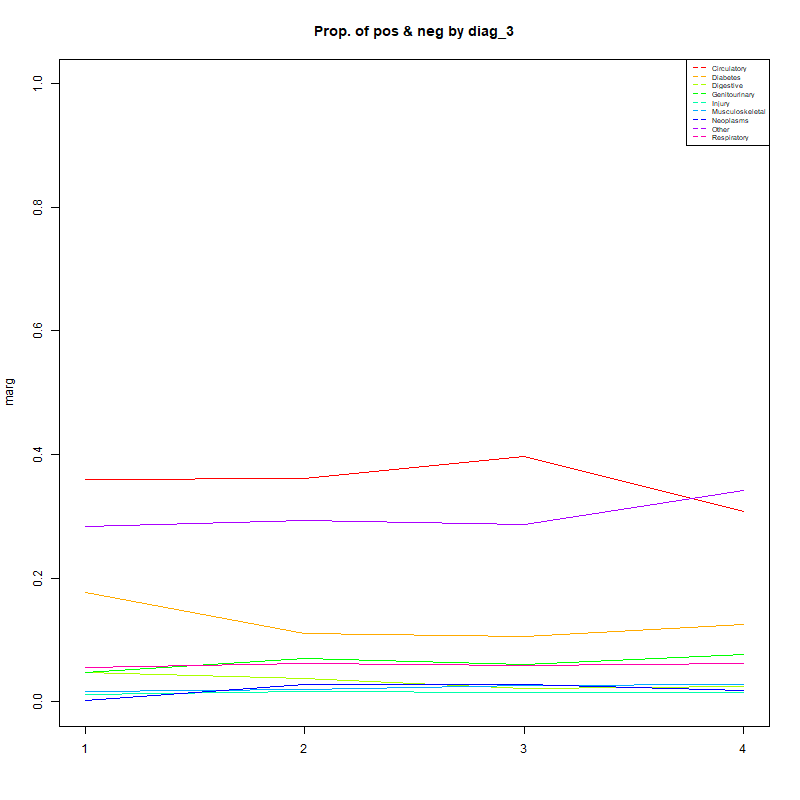 Prop. of pos & neg by diag_3
Circulatory
Diabetes
Digestive
Genitourinary
Injury
Musculoskeletal
Neoplasms
Other
Respiratory
1.0
0.8
0.6
0.4
0.2
0.0
marg
1 2 3 4